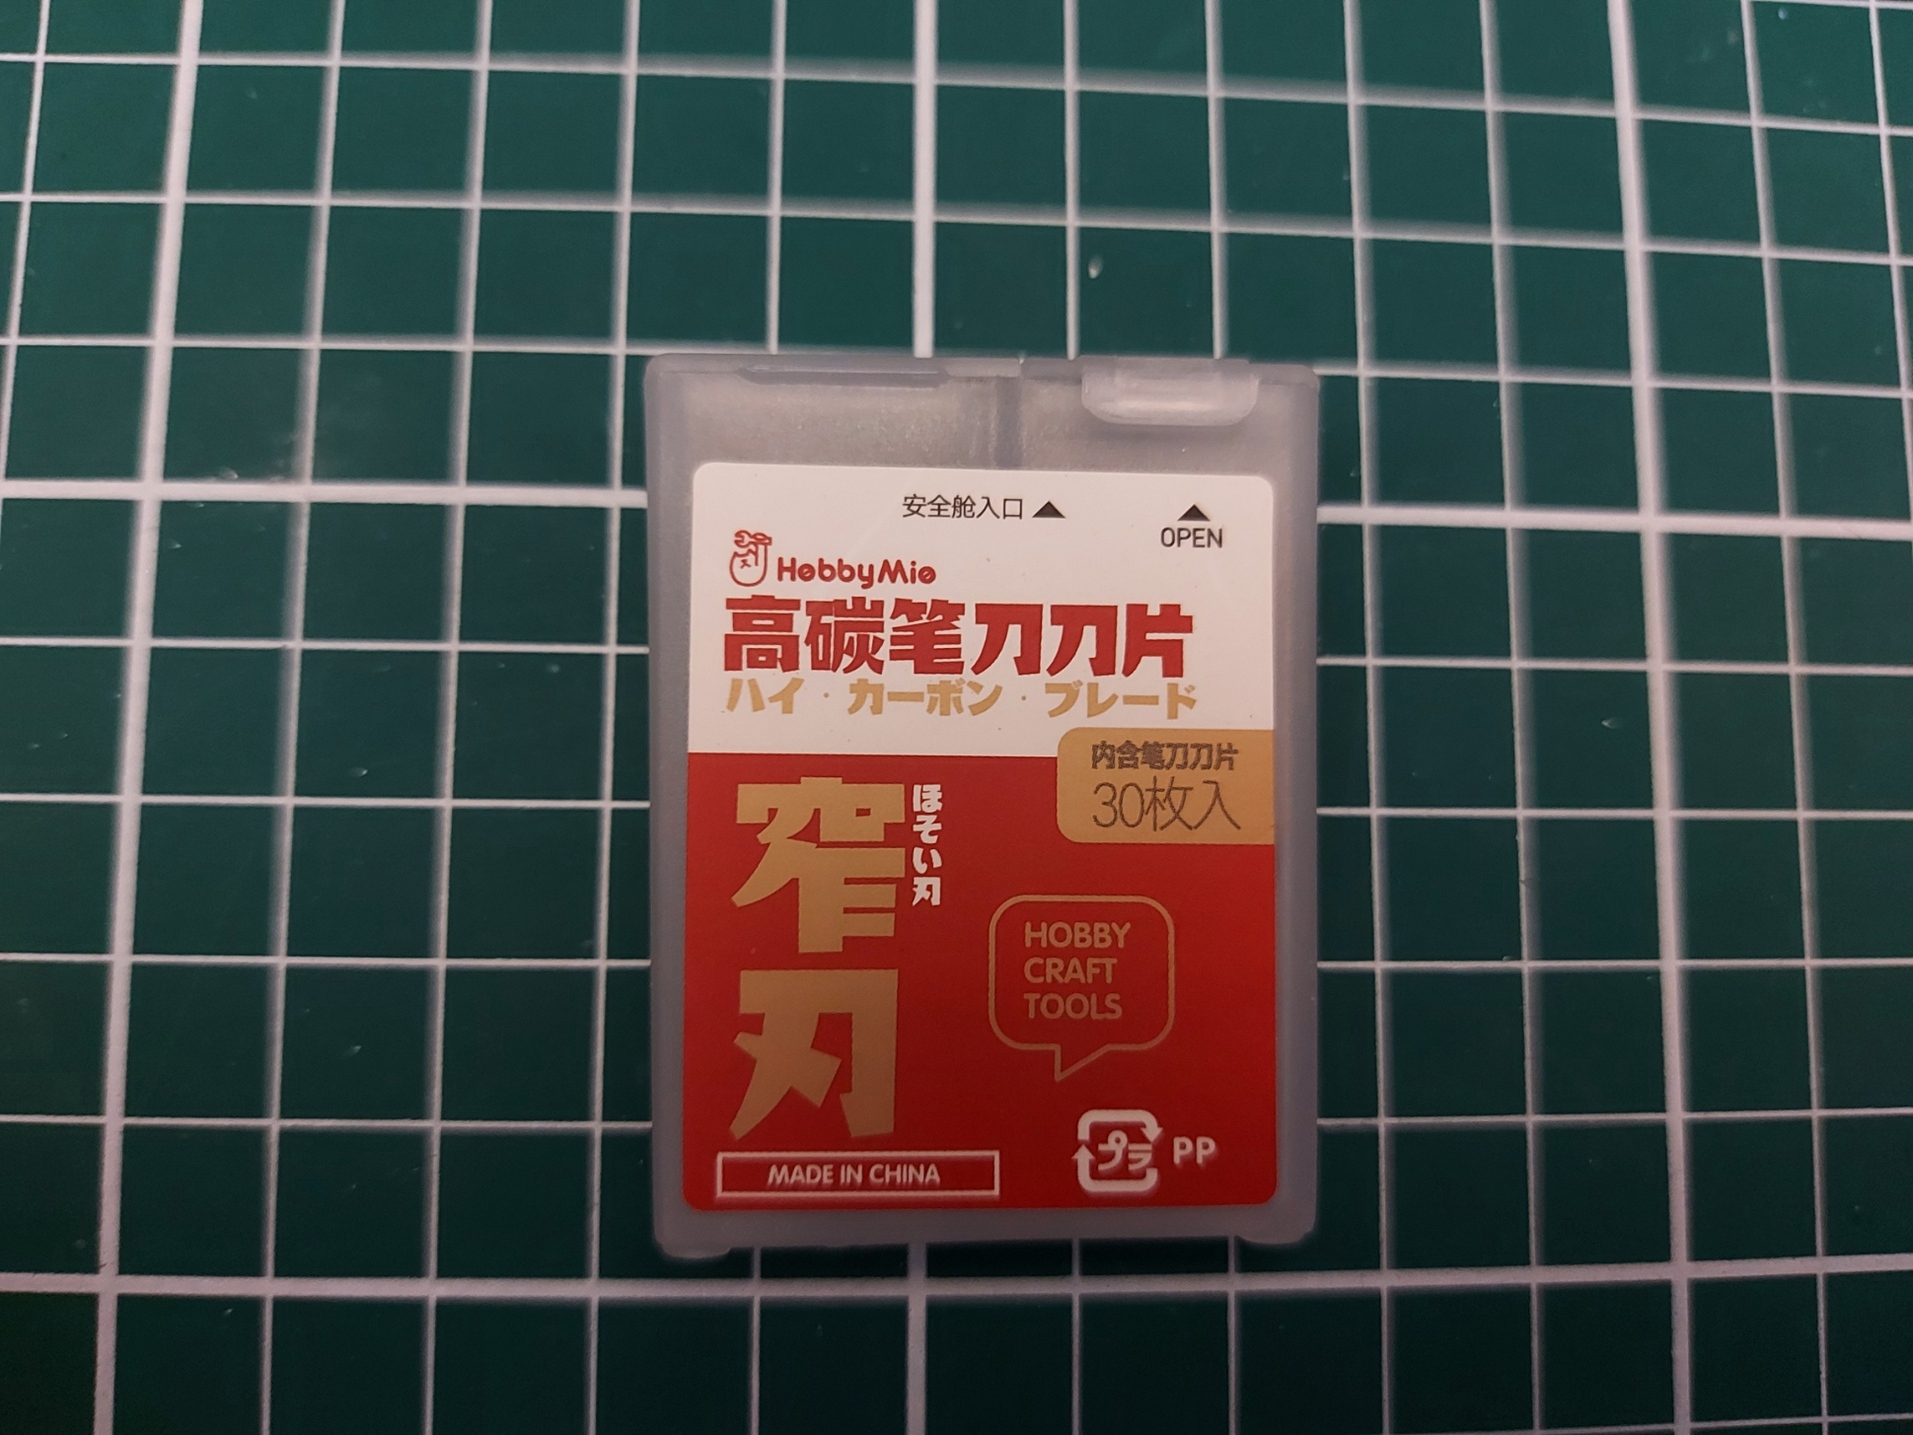 安全舱入口▲
▲
OPEN
HobbyMio
高碳笔刀刀片
ハイ・カーボン・ブレード
内含笔刀刀片
30枚入
窄刃
ほそい刃
HOBBY
CRAFT
TOOLS
MADE IN CHINA
プラ PP